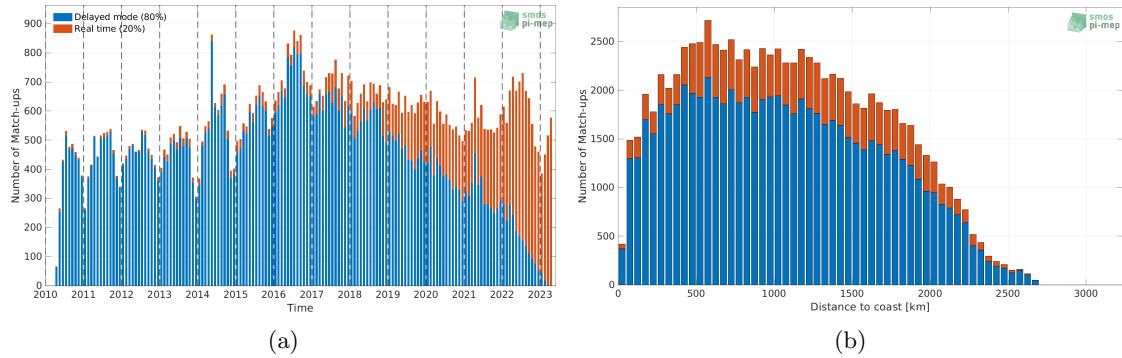 Delayed mode (80%)
Real time (20%)
smos
pi-mep
Number of Match-ups
900
800
700
600
500
400
300
200
100
0
2010 2011 2012 2013 2014 2015 2016 2017 2018 2019 2020 2021 2022 2023
Time
(a)
smos
pi-mep
Number of Match-ups
2500
2000
1500
1000
500
0
0 500 1000 1500 2000 2500 3000
Distance to coast [km]
(b)